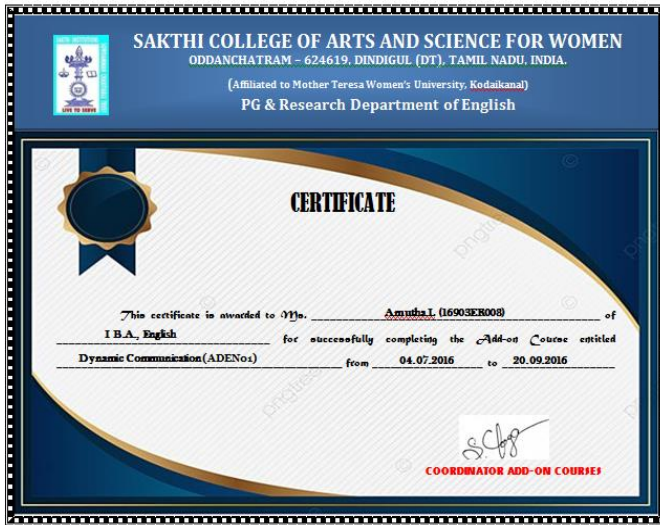 SAKTHI COLLEGE OF ARTS AND SCIENCE FOR WOMEN
ODDANCHATRAM – 624619, DINDIGUL (DT), TAMIL NADU, INDIA.
(Affiliated to Mother Teresa Women's University, Kodaikanal)
PG & Research Department of English
LIVE TO SERVE
CERTIFICATE
This certificate is awarded to Ms. Amutha.L (16903ER008) of
I B.A., English for successfully completing the Add-on Course entitled
Dynamic Communication (ADEN01) from 04.07.2016 to 20.09.2016
COORDINATOR ADD-ON COURSES